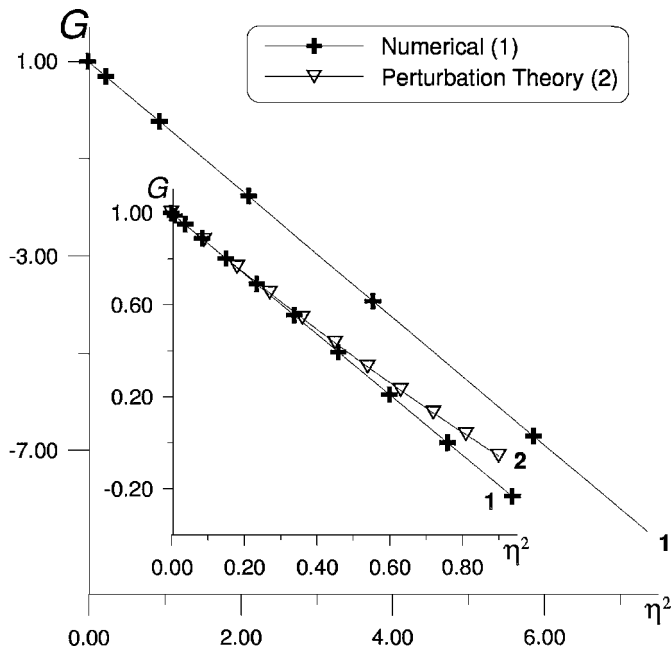 G
1.00
Numerical (1)
Perturbation Theory (2)
G
1.00
-3.00
0.60
0.20
-7.00
2
-0.20
1
η²
0.00 0.20 0.40 0.60 0.80
1
η²
0.00 2.00 4.00 6.00